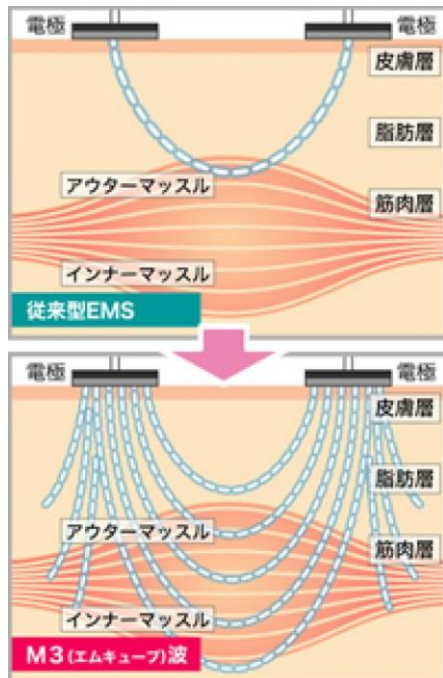 電極
電極
皮膚層
脂肪層
アウターマッスル
筋肉層
インナーマッスル
従来型EMS
電極
電極
皮膚層
脂肪層
アウターマッスル
筋肉層
インナーマッスル
M3(エムキューブ)波